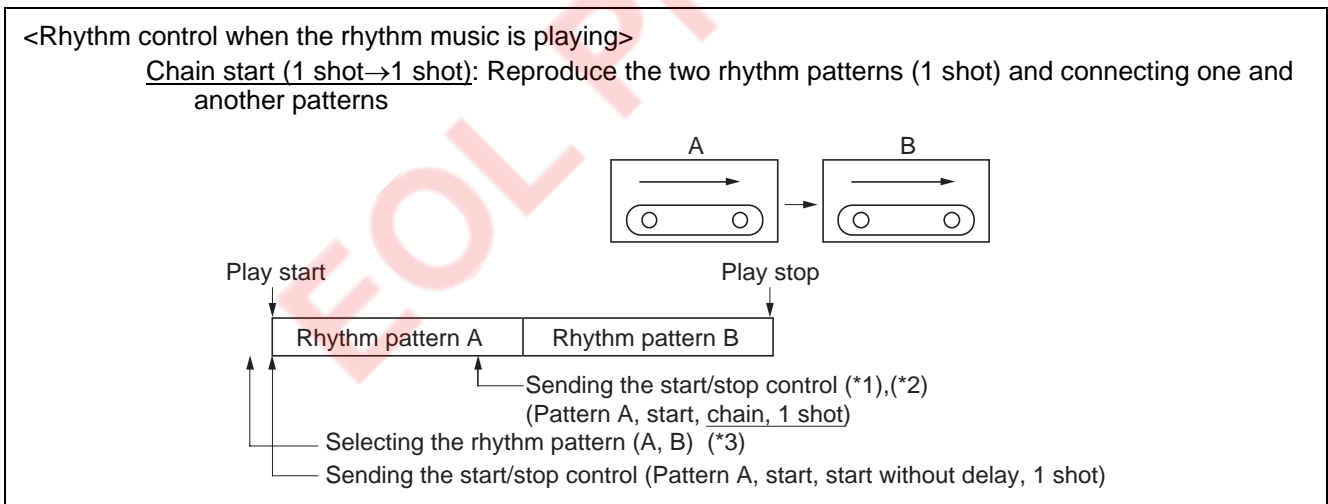 <Rhythm control when the rhythm music is playing>
Chain start (1 shot→1 shot): Reproduce the two rhythm patterns (1 shot) and connecting one and
another patterns
A B
Play start Play stop
Rhythm pattern A Rhythm pattern B
Sending the start/stop control (*1),(*2)
(Pattern A, start, chain, 1 shot)
Selecting the rhythm pattern (A, B) (*3)
Sending the start/stop control (Pattern A, start, start without delay, 1 shot)
EOL